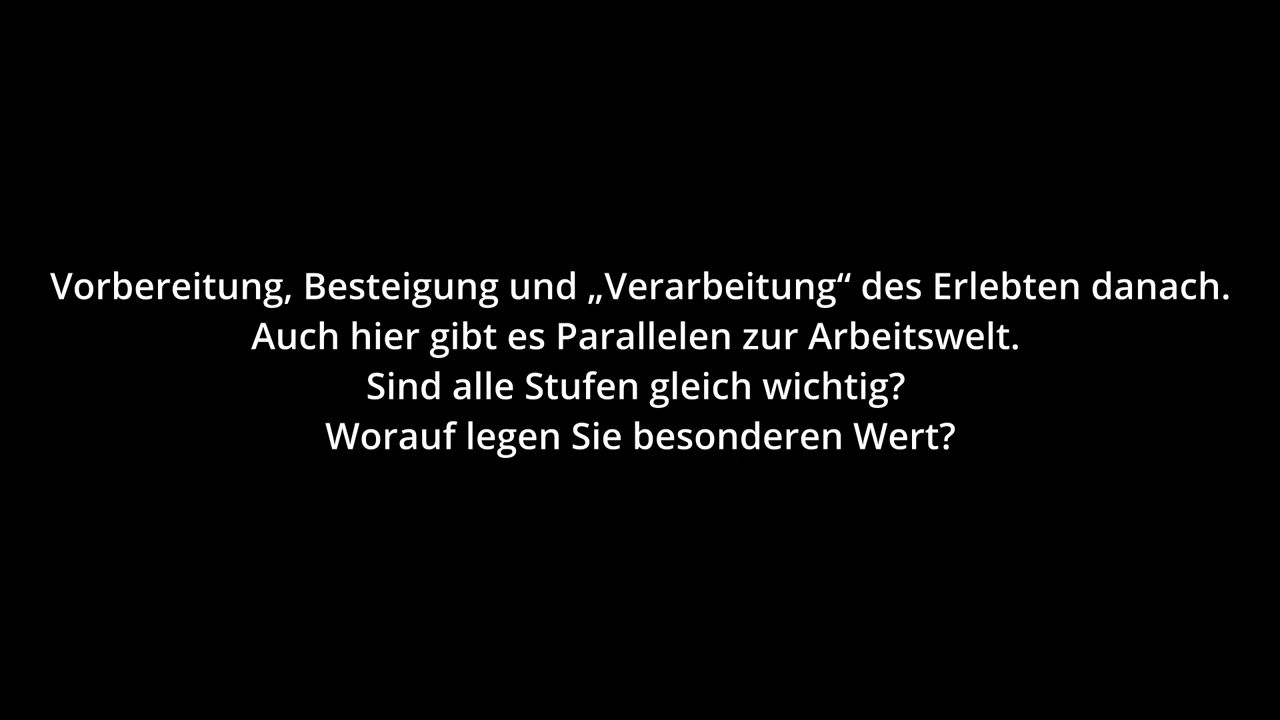 Vorbereitung, Besteigung und „Verarbeitung“ des Erlebten danach.
Auch hier gibt es Parallelen zur Arbeitswelt.
Sind alle Stufen gleich wichtig?
Worauf legen Sie besonderen Wert?